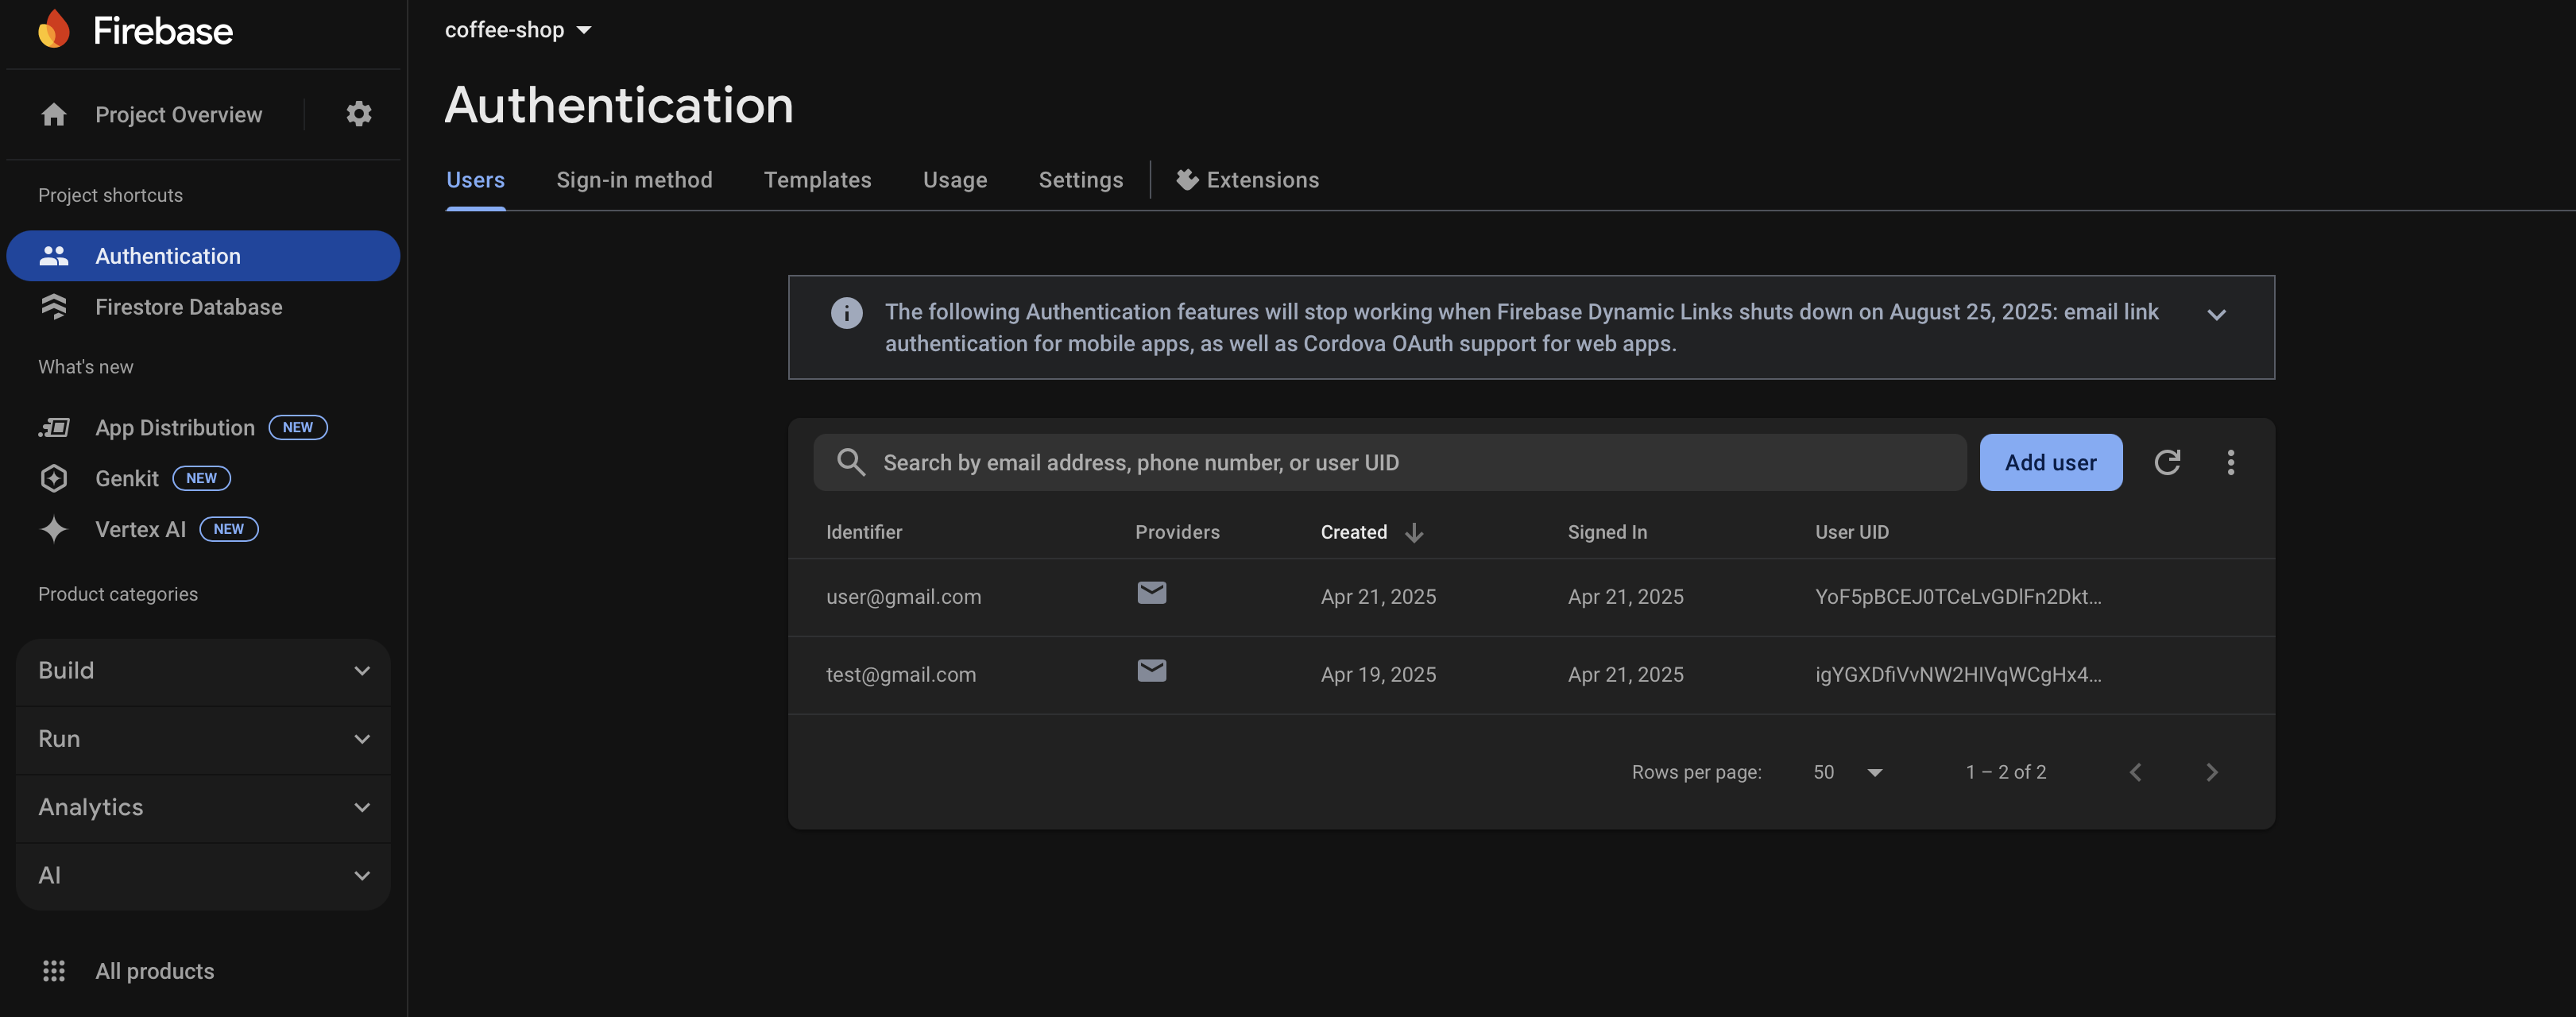 Firebase
Project Overview
Project shortcuts
Authentication
Firestore Database
What's new
App Distribution NEW
Genkit NEW
Vertex AI NEW
Product categories
Build
Run
Analytics
AI
All products
coffee-shop
Authentication
Users Sign-in method Templates Usage Settings Extensions
The following Authentication features will stop working when Firebase Dynamic Links shuts down on August 25, 2025: email link
authentication for mobile apps, as well as Cordova OAuth support for web apps.
Search by email address, phone number, or user UID
Add user
Identifier Providers Created Signed In User UID
user@gmail.com Apr 21, 2025 Apr 21, 2025 YoF5pBCEJ0TCeLvGDlFn2Dkt...
test@gmail.com Apr 19, 2025 Apr 21, 2025 igYGXDfiVvNW2HIVqWCgHx4...
Rows per page: 50 1 – 2 of 2